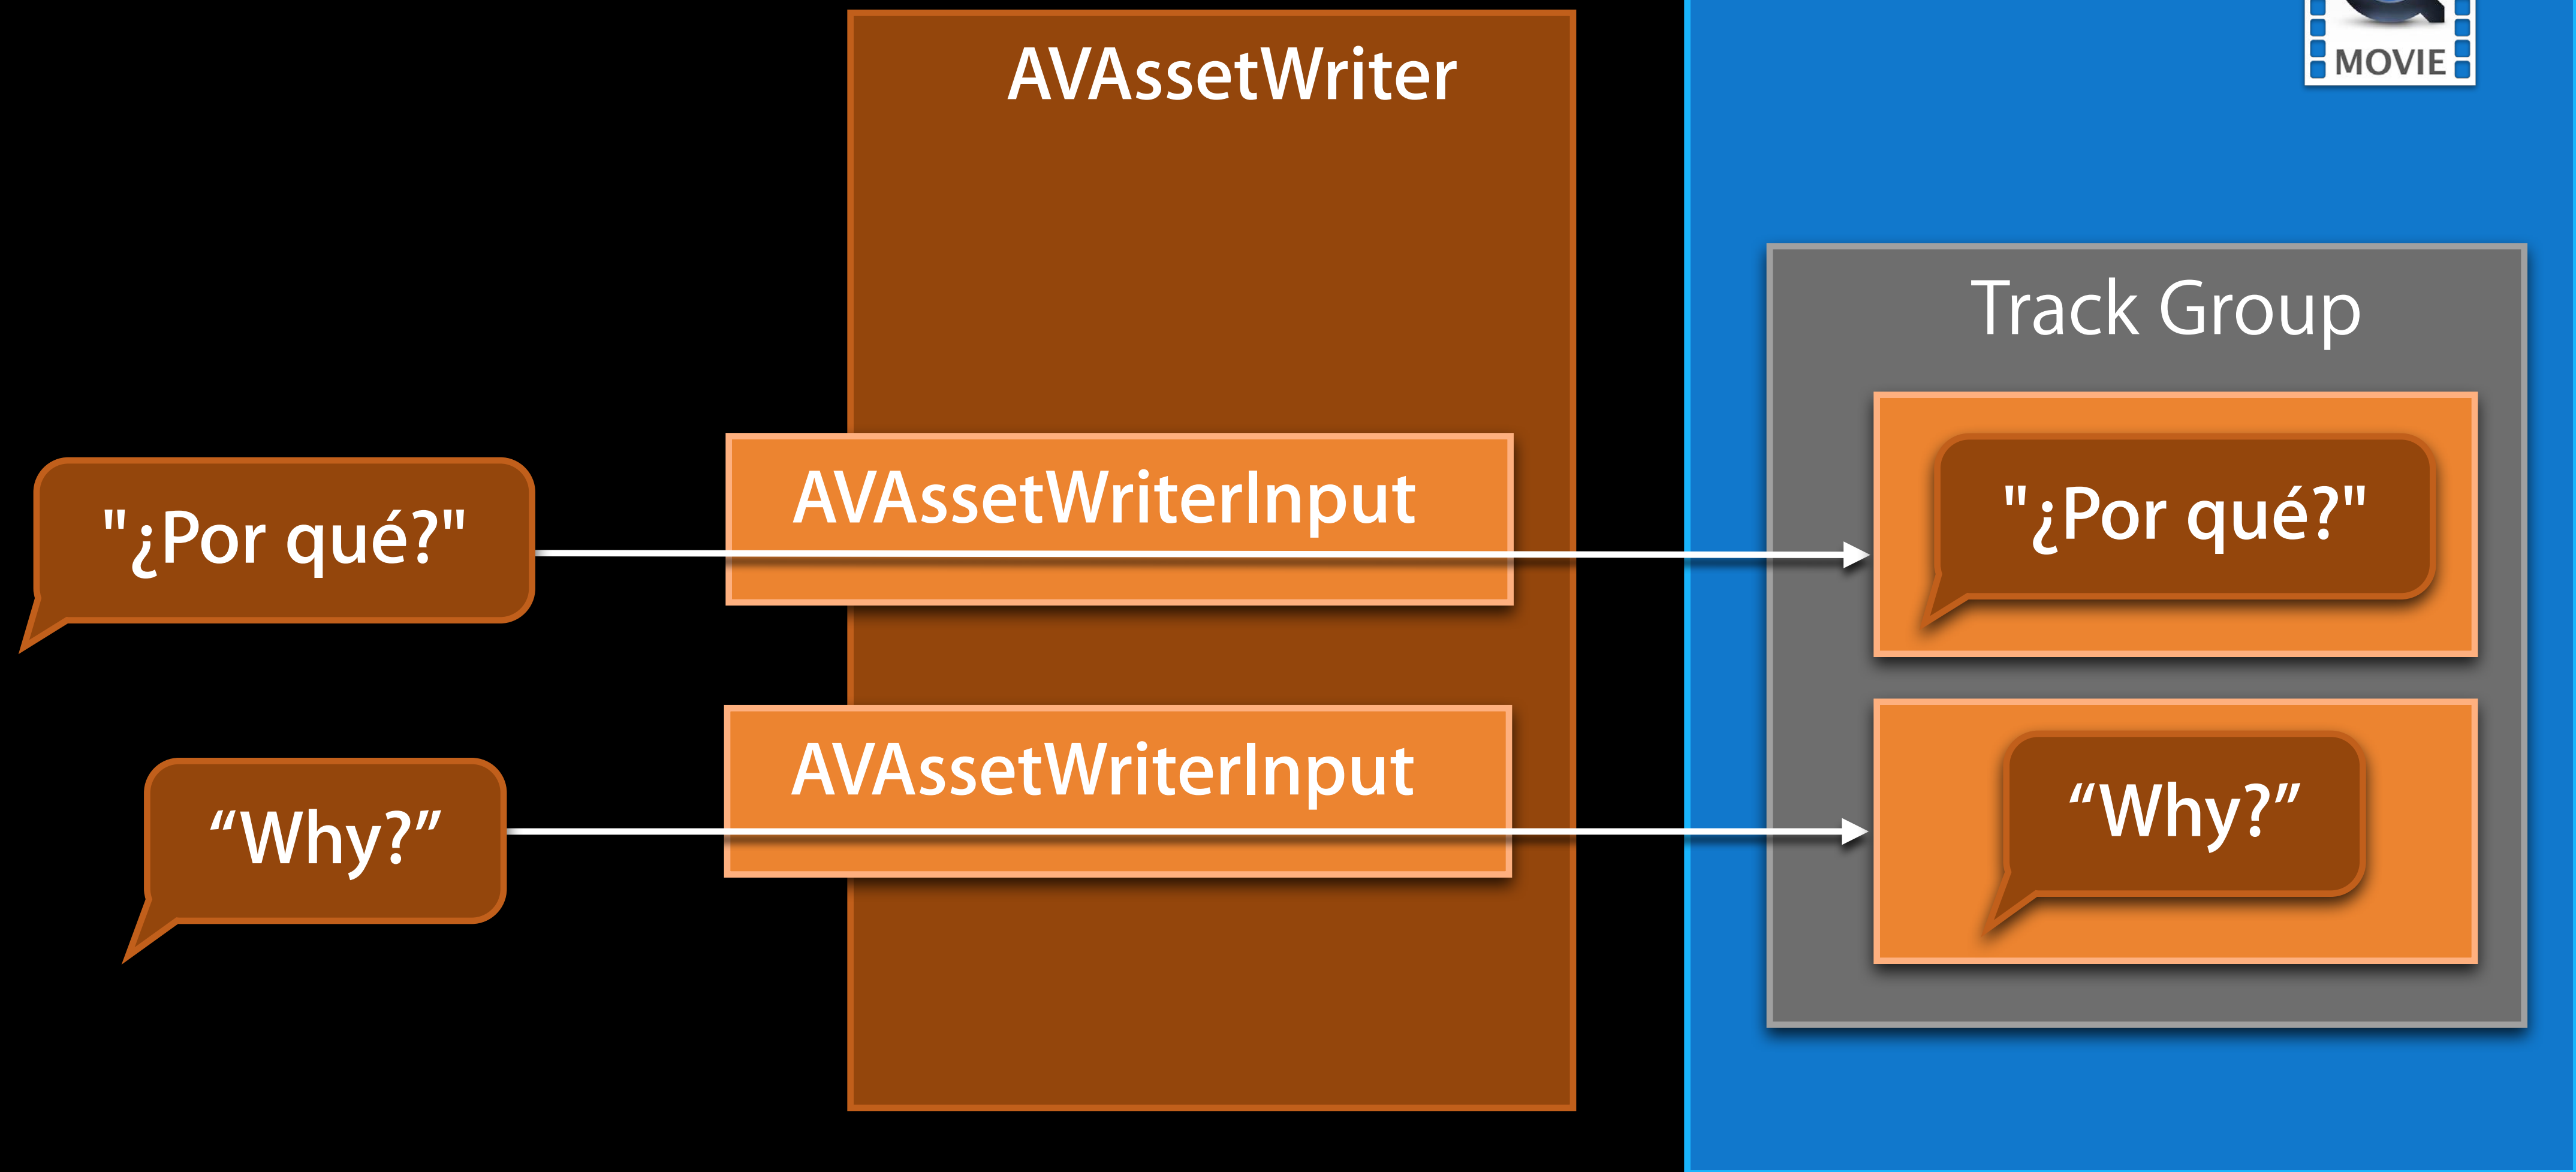 AVAssetWriter
MOVIE
Track Group
"¿Por qué?"
AVAssetWriterInput
"¿Por qué?"
“Why?”
AVAssetWriterInput
“Why?”